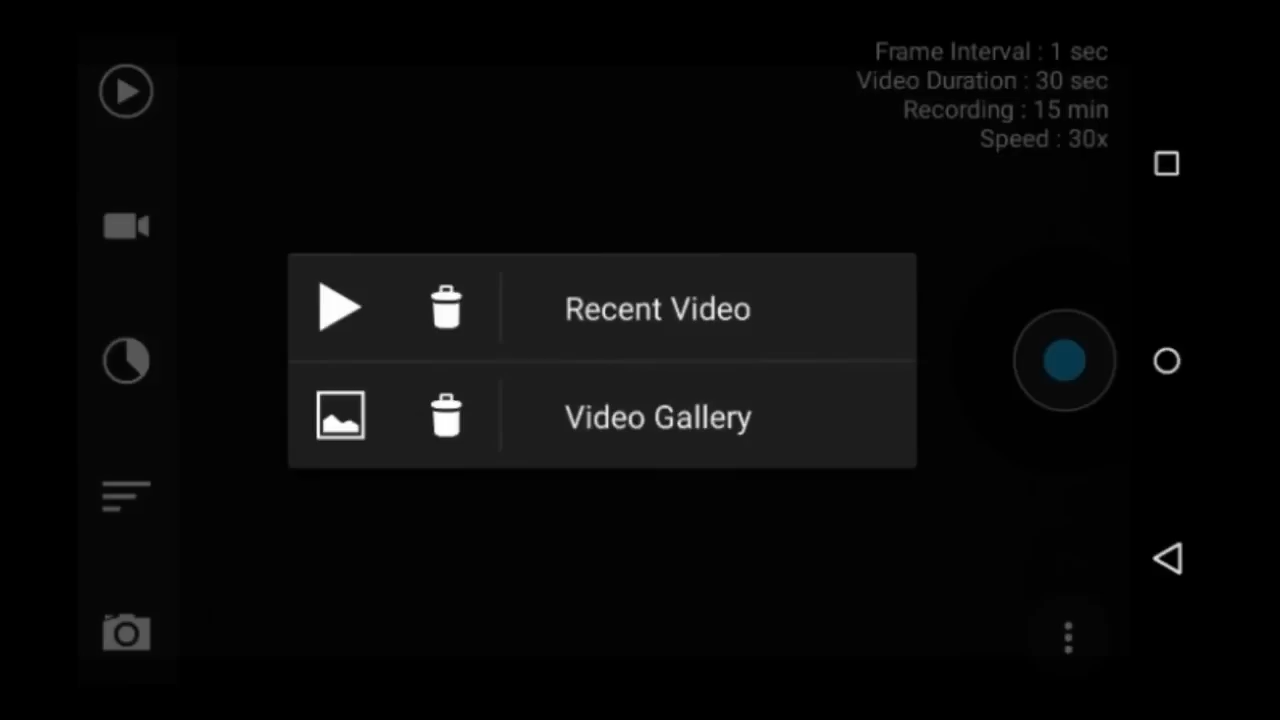 Frame Interval : 1 sec
Video Duration : 30 sec
Recording : 15 min
Speed : 30x
Recent Video
Video Gallery